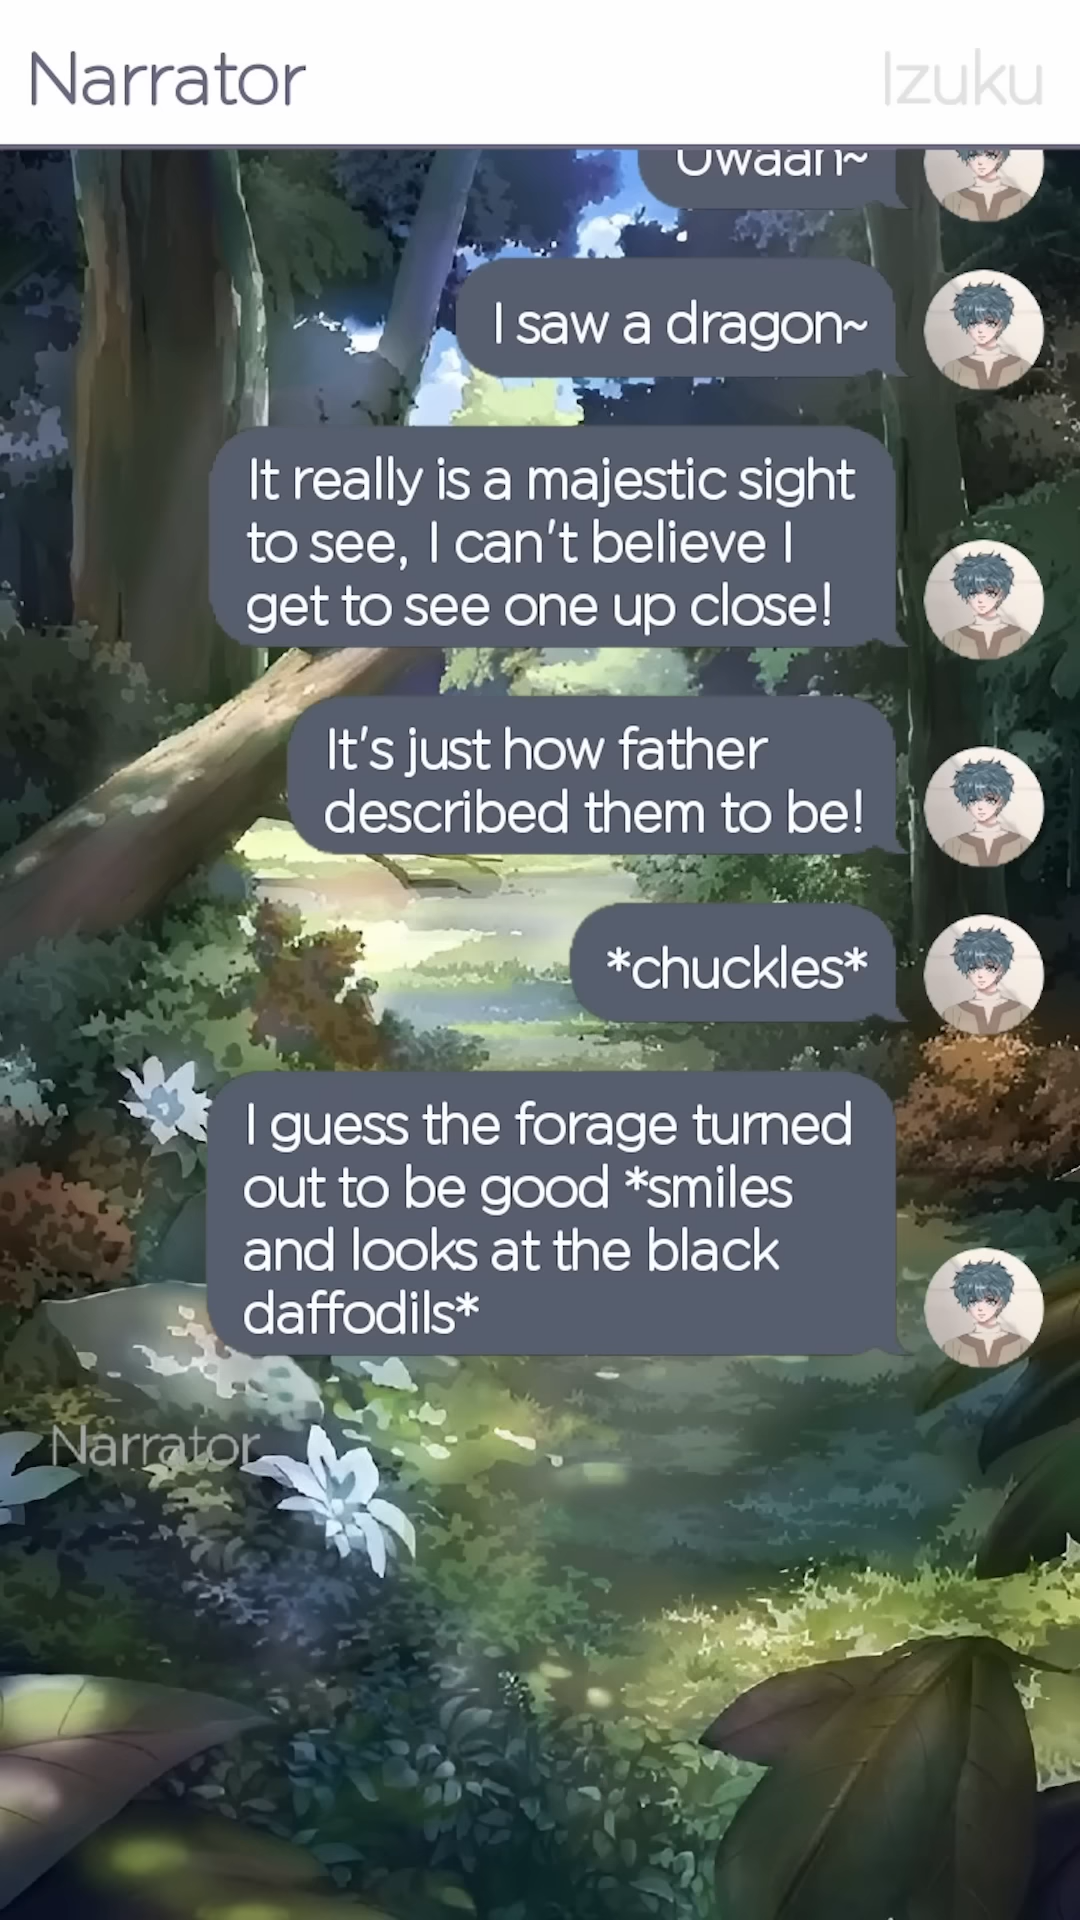 Narrator
Izuku
Uwaah~
I saw a dragon~
It really is a majestic sight
to see, I can't believe I
get to see one up close!
It's just how father
described them to be!
*chuckles*
I guess the forage turned
out to be good *smiles
and looks at the black
daffodils*
Narrator